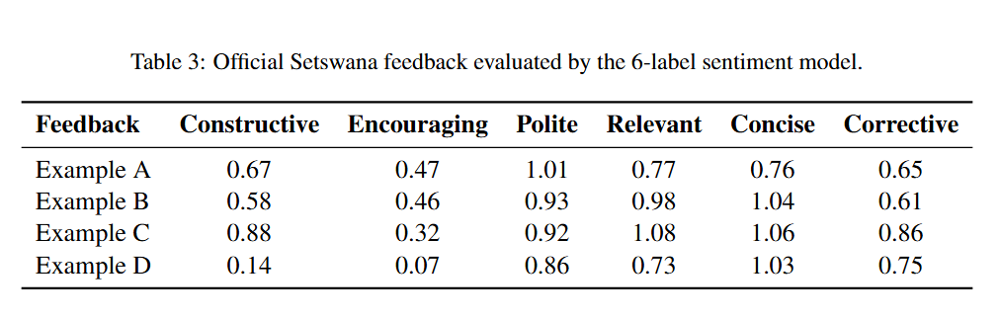 Table 3: Official Setswana feedback evaluated by the 6-label sentiment model.
Feedback Constructive Encouraging Polite Relevant Concise Corrective
Example A 0.67 0.47 1.01 0.77 0.76 0.65
Example B 0.58 0.46 0.93 0.98 1.04 0.61
Example C 0.88 0.32 0.92 1.08 1.06 0.86
Example D 0.14 0.07 0.86 0.73 1.03 0.75